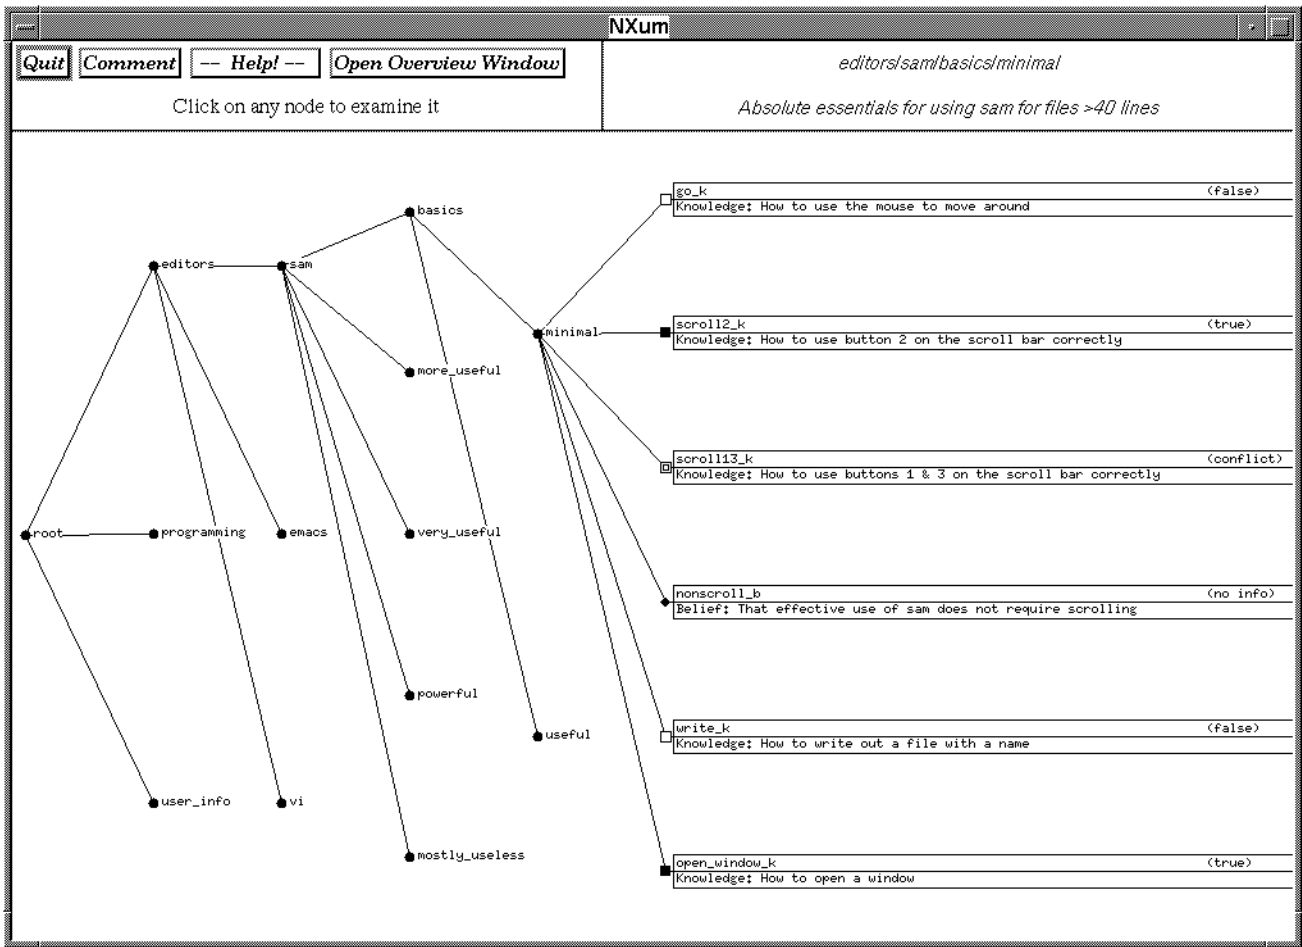 NXum
Quit Comment -- Help! -- Open Overview Window
Click on any node to examine it
editors/sam/basics/minimal
Absolute essentials for using sam for files >40 lines
root
editors
programming
user_info
sam
emacs
vi
basics
more_useful
very_useful
powerful
mostly_useless
minimal
useful
go_k (false)
Knowledge: How to use the mouse to move around
scroll2_k (true)
Knowledge: How to use button 2 on the scroll bar correctly
scroll13_k (conflict)
Knowledge: How to use buttons 1 & 3 on the scroll bar correctly
nonscroll_b (no info)
Belief: That effective use of sam does not require scrolling
write_k (false)
Knowledge: How to write out a file with a name
open_window_k (true)
Knowledge: How to open a window